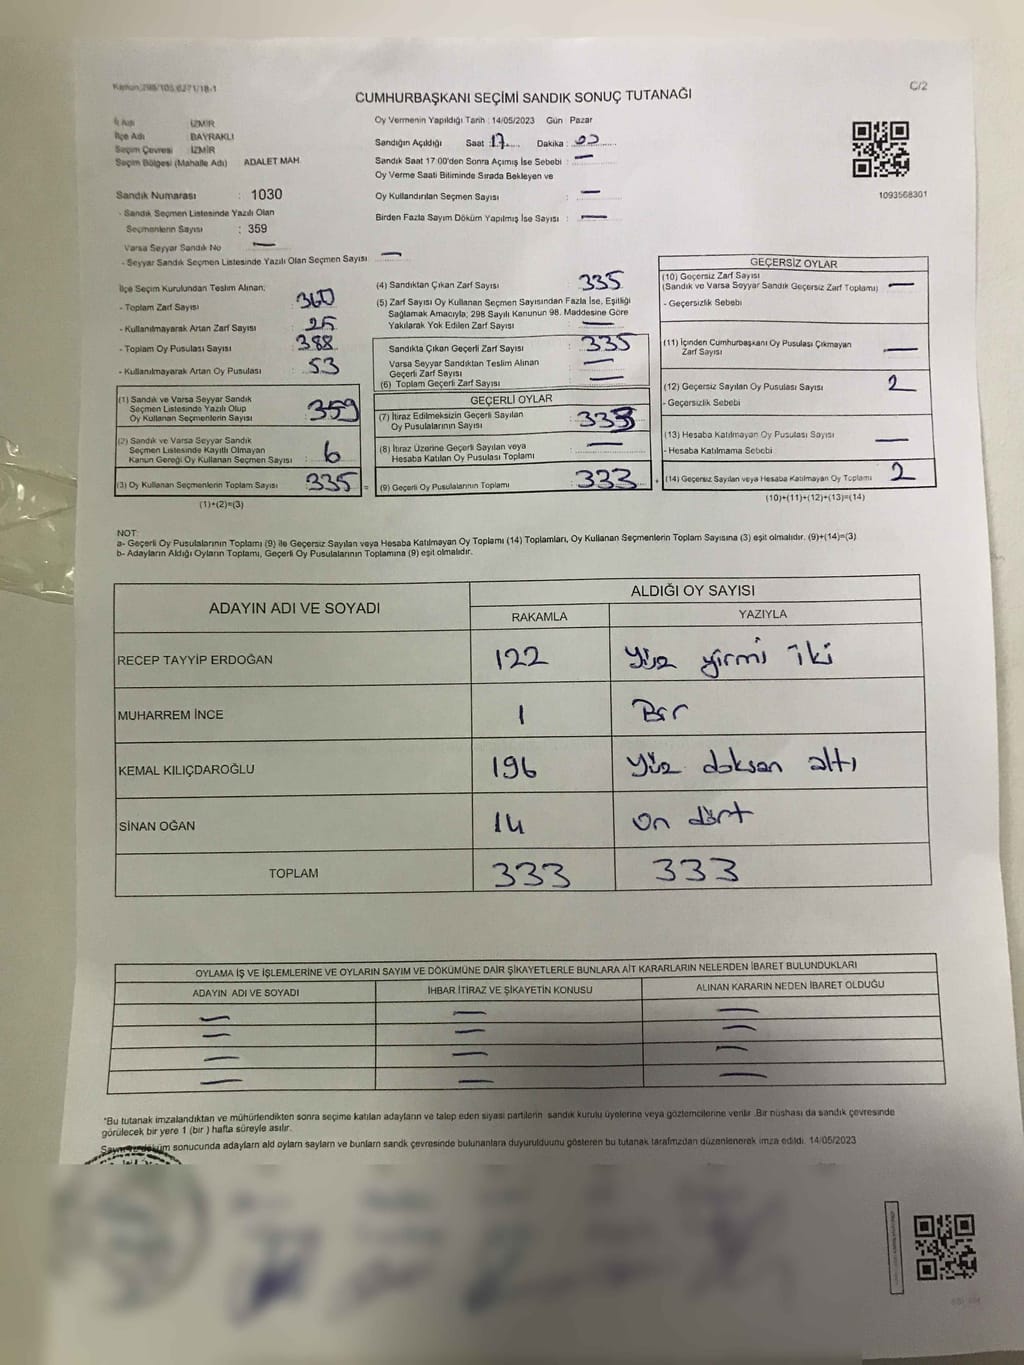 Kanun:298/105,6271/18-1
C/2
CUMHURBAŞKANI SEÇİMİ SANDIK SONUÇ TUTANAĞI
İl Adı İZMİR
İlçe Adı BAYRAKLI
Seçim Çevresi İZMİR
Seçim Bölgesi (Mahalle Adı) ADALET MAH.
Sandık Numarası : 1030
- Sandık Seçmen Listesinde Yazılı Olan
Seçmenlerin Sayısı : 359
Varsa Seyyar Sandık No —
- Seyyar Sandık Seçmen Listesinde Yazılı Olan Seçmen Sayısı —
Oy Vermenin Yapıldığı Tarih : 14/05/2023 Gün : Pazar
Sandığın Açıldığı Saat : 17 Dakika : 00
Sandık Saat 17.00'den Sonra Açımış İse Sebebi : —
Oy Verme Saati Bitiminde Sırada Bekleyen ve
Oy Kullandırılan Seçmen Sayısı : —
Birden Fazla Sayım Döküm Yapılmış İse Sayısı : —
1093568301
İlçe Seçim Kurulundan Teslim Alınan;
- Toplam Zarf Sayısı : 360
- Kullanılmayarak Artan Zarf Sayısı : 25
- Toplam Oy Pusulası Sayısı : 388
- Kullanılmayarak Artan Oy Pusulası : 53
(1) Sandık ve Varsa Seyyar Sandık
Seçmen Listesinde Yazılı Olup
Oy Kullanan Seçmenlerin Sayısı : 359
(2) Sandık ve Varsa Seyyar Sandık
Seçmen Listesinde Kayıtlı Olmayan
Kanun Gereği Oy Kullanan Seçmen Sayısı : 6
(3) Oy Kullanan Seçmenlerin Toplam Sayısı : 335 =
(1)+(2)=(3)
(4) Sandıktan Çıkan Zarf Sayısı : 335
(5) Zarf Sayısı Oy Kullanan Seçmen Sayısından Fazla İse, Eşitliği
Sağlamak Amacıyla; 298 Sayılı Kanunun 98. Maddesine Göre
Yakılarak Yok Edilen Zarf Sayısı : —
Sandıkta Çıkan Geçerli Zarf Sayısı : 335
Varsa Seyyar Sandıktan Teslim Alınan
Geçerli Zarf Sayısı : —
(6) Toplam Geçerli Zarf Sayısı : —
GEÇERLİ OYLAR
(7) İtiraz Edilmeksizin Geçerli Sayılan
Oy Pusulalarının Sayısı : 333
(8) İtiraz Üzerine Geçerli Sayılan veya
Hesaba Katılan Oy Pusulası Toplamı : —
(9) Geçerli Oy Pusulalarının Toplamı : 333 +
GEÇERSİZ OYLAR
(10) Geçersiz Zarf Sayısı
(Sandık ve Varsa Seyyar Sandık Geçersiz Zarf Toplamı) —
- Geçersizlik Sebebi
(11) İçinden Cumhurbaşkanı Oy Pusulası Çıkmayan
Zarf Sayısı —
(12) Geçersiz Sayılan Oy Pusulası Sayısı 2
- Geçersizlik Sebebi
(13) Hesaba Katılmayan Oy Pusulası Sayısı —
- Hesaba Katılmama Sebebi
(14) Geçersiz Sayılan veya Hesaba Katılmayan Oy Toplamı 2
(10)+(11)+(12)+(13)=(14)
NOT:
a- Geçerli Oy Pusulalarının Toplamı (9) ile Geçersiz Sayılan veya Hesaba Katılmayan Oy Toplamı (14) Toplamları, Oy Kullanan Seçmenlerin Toplam Sayısına (3) eşit olmalıdır. (9)+(14)=(3)
b- Adayların Aldığı Oyların Toplamı, Geçerli Oy Pusulalarının Toplamına (9) eşit olmalıdır.
ADAYIN ADI VE SOYADI ALDIĞI OY SAYISI
RAKAMLA YAZIYLA
RECEP TAYYİP ERDOĞAN 122 Yüz yirmi iki
MUHARREM İNCE 1 Bir
KEMAL KILIÇDAROĞLU 196 Yüz doksan altı
SİNAN OĞAN 14 On dört
TOPLAM 333 333
OYLAMA İŞ VE İŞLEMLERİNE VE OYLARIN SAYIM VE DÖKÜMÜNE DAİR ŞİKAYETLERLE BUNLARA AİT KARARLARIN NELERDEN İBARET BULUNDUKLARI
ADAYIN ADI VE SOYADI İHBAR İTİRAZ VE ŞİKAYETİN KONUSU ALINAN KARARIN NEDEN İBARET OLDUĞU
— — —
— — —
— — —
— — —
*Bu tutanak imzalandıktan ve mühürlendikten sonra seçime katılan adayların ve talep eden siyasi partilerin sandık kurulu üyelerine veya gözlemcilerine verilir .Bir nüshası da sandık çevresinde
görülecek bir yere 1 (bir ) hafta süreyle asılır.
Sayım döküm sonucunda adayların ald oylarn saylarn ve bunlarn sandk çevresinde bulunanlara duyurulduunu gösteren bu tutanak tarafmzdan düzenlenerek imza edildi. 14/05/2023